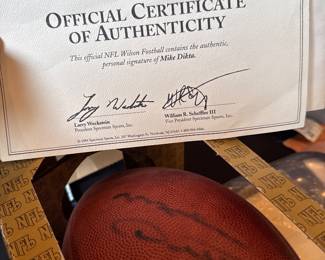 OFFICIAL CERTIFICATE
OF AUTHENTICITY
This official NFL Wilson Football contains the authentic,
personal signature of Mike Ditka.
Larry Weckstein
President Spectrum Sports, Inc.
William R. Scheffler III
Vice President Spectrum Sports, Inc.
NFL
NFL
NFL
NFL